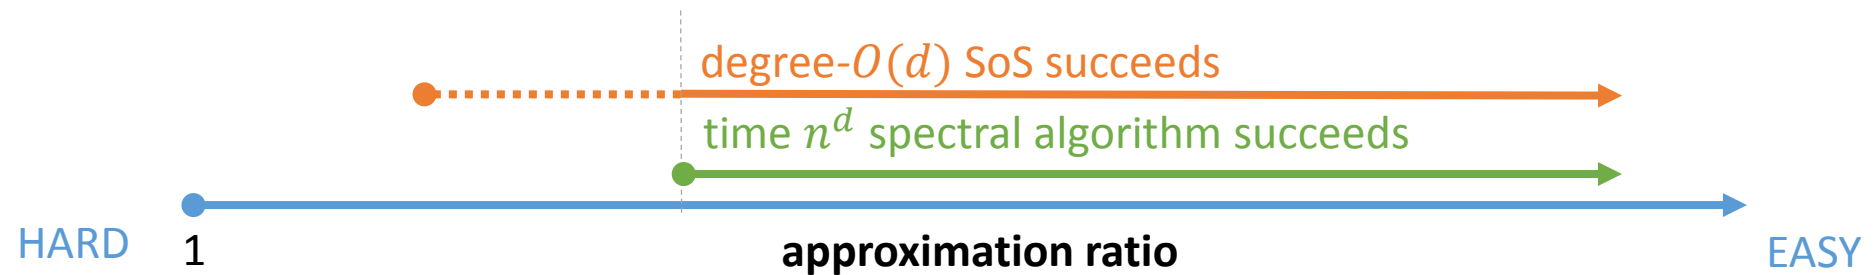 degree-O(d) SoS succeeds
time n^d spectral algorithm succeeds
HARD 1 approximation ratio EASY